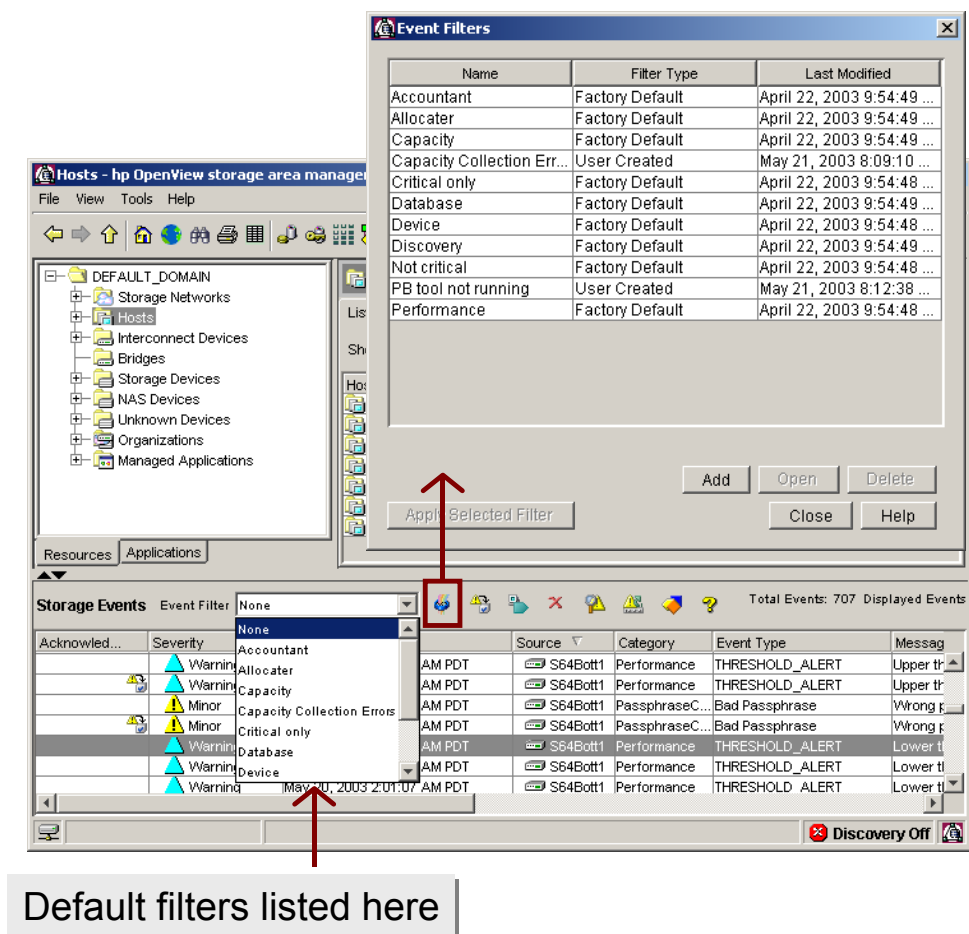 Event Filters
Name Filter Type Last Modified
Accountant Factory Default April 22, 2003 9:54:49 ...
Allocater Factory Default April 22, 2003 9:54:49 ...
Capacity Factory Default April 22, 2003 9:54:49 ...
Capacity Collection Err... User Created May 21, 2003 8:09:10 ...
Critical only Factory Default April 22, 2003 9:54:48 ...
Database Factory Default April 22, 2003 9:54:49 ...
Device Factory Default April 22, 2003 9:54:48 ...
Discovery Factory Default April 22, 2003 9:54:49 ...
Not critical Factory Default April 22, 2003 9:54:48 ...
PB tool not running User Created May 21, 2003 8:12:38 ...
Performance Factory Default April 22, 2003 9:54:48 ...
Add Open Delete
Apply Selected Filter Close Help
Hosts - hp OpenView storage area manager
File View Tools Help
DEFAULT_DOMAIN
Storage Networks
Hosts
Interconnect Devices
Bridges
Storage Devices
NAS Devices
Unknown Devices
Organizations
Managed Applications
Lis
Sh
Hos
Resources Applications
Storage Events Event Filter None Total Events: 707 Displayed Events
Acknowled... Severity Source Category Event Type Messag
Warnin AM PDT S64Bott1 Performance THRESHOLD_ALERT Upper th
Warnin AM PDT S64Bott1 Performance THRESHOLD_ALERT Upper th
Minor AM PDT S64Bott1 PassphraseC... Bad Passphrase Wrong p
Minor AM PDT S64Bott1 PassphraseC... Bad Passphrase Wrong p
Warnin AM PDT S64Bott1 Performance THRESHOLD_ALERT Lower tl
Warnin AM PDT S64Bott1 Performance THRESHOLD_ALERT Lower tl
Warning May 20, 2003 2:01:07 AM PDT S64Bott1 Performance THRESHOLD_ALERT Lower tl
None
Accountant
Allocater
Capacity
Capacity Collection Errors
Critical only
Database
Device
Discovery Off
Default filters listed here